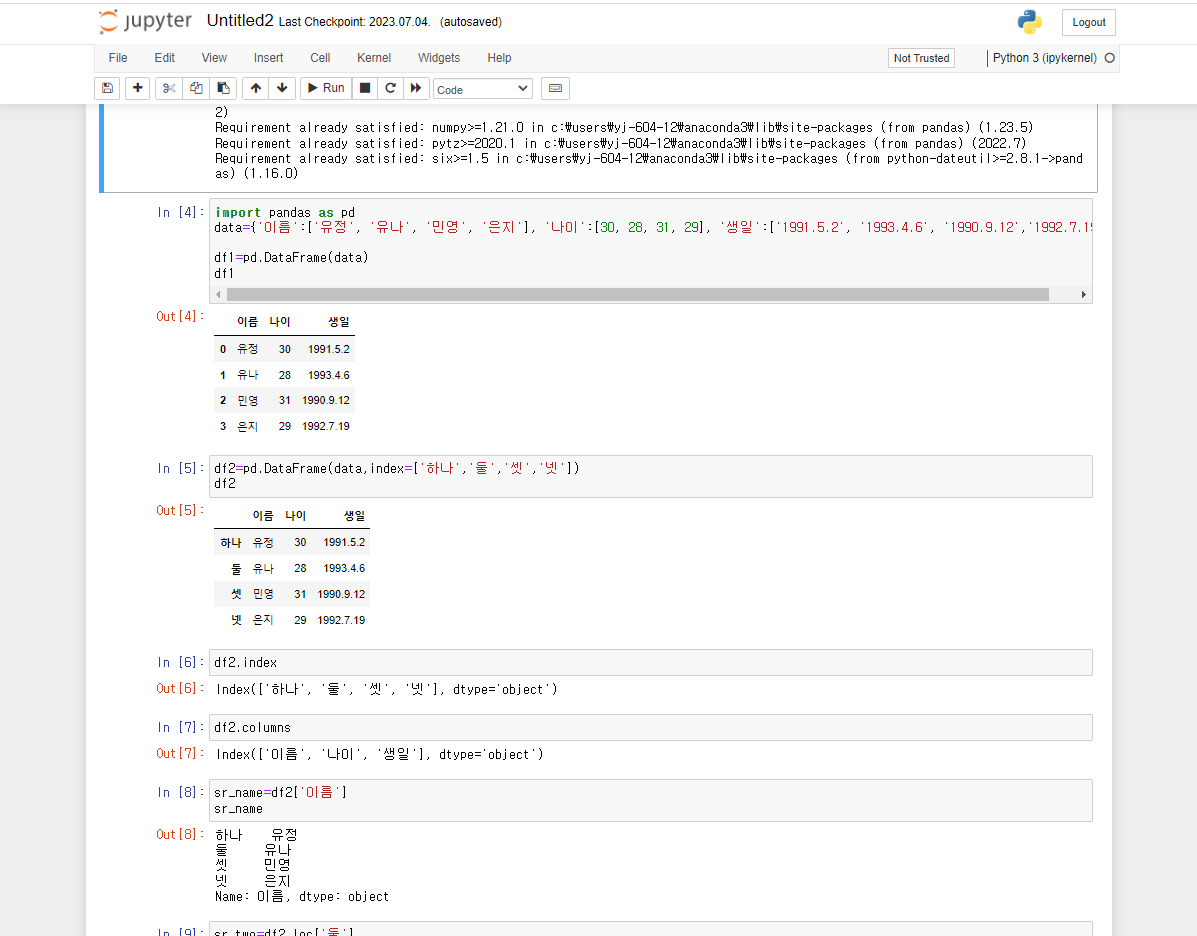 jupyter Untitled2 Last Checkpoint: 2023.07.04. (autosaved) Logout
File Edit View Insert Cell Kernel Widgets Help Not Trusted Python 3 (ipykernel)
Run Code
2)
Requirement already satisfied: numpy>=1.21.0 in c:₩users₩yj-604-12₩anaconda3₩lib₩site-packages (from pandas) (1.23.5)
Requirement already satisfied: pytz>=2020.1 in c:₩users₩yj-604-12₩anaconda3₩lib₩site-packages (from pandas) (2022.7)
Requirement already satisfied: six>=1.5 in c:₩users₩yj-604-12₩anaconda3₩lib₩site-packages (from python-dateutil>=2.8.1->pand
as) (1.16.0)
In [4]: import pandas as pd
data={'이름':['유정', '유나', '민영', '은지'], '나이':[30, 28, 31, 29], '생일':['1991.5.2', '1993.4.6', '1990.9.12','1992.7.19
df1=pd.DataFrame(data)
df1
Out[4]:
이름 나이 생일
0 유정 30 1991.5.2
1 유나 28 1993.4.6
2 민영 31 1990.9.12
3 은지 29 1992.7.19
In [5]: df2=pd.DataFrame(data,index=['하나','둘','셋','넷'])
df2
Out[5]:
이름 나이 생일
하나 유정 30 1991.5.2
둘 유나 28 1993.4.6
셋 민영 31 1990.9.12
넷 은지 29 1992.7.19
In [6]: df2.index
Out[6]: Index(['하나', '둘', '셋', '넷'], dtype='object')
In [7]: df2.columns
Out[7]: Index(['이름', '나이', '생일'], dtype='object')
In [8]: sr_name=df2['이름']
sr_name
Out[8]: 하나 유정
둘 유나
셋 민영
넷 은지
Name: 이름, dtype: object
In [9]: sr_two=df2.loc['둘']